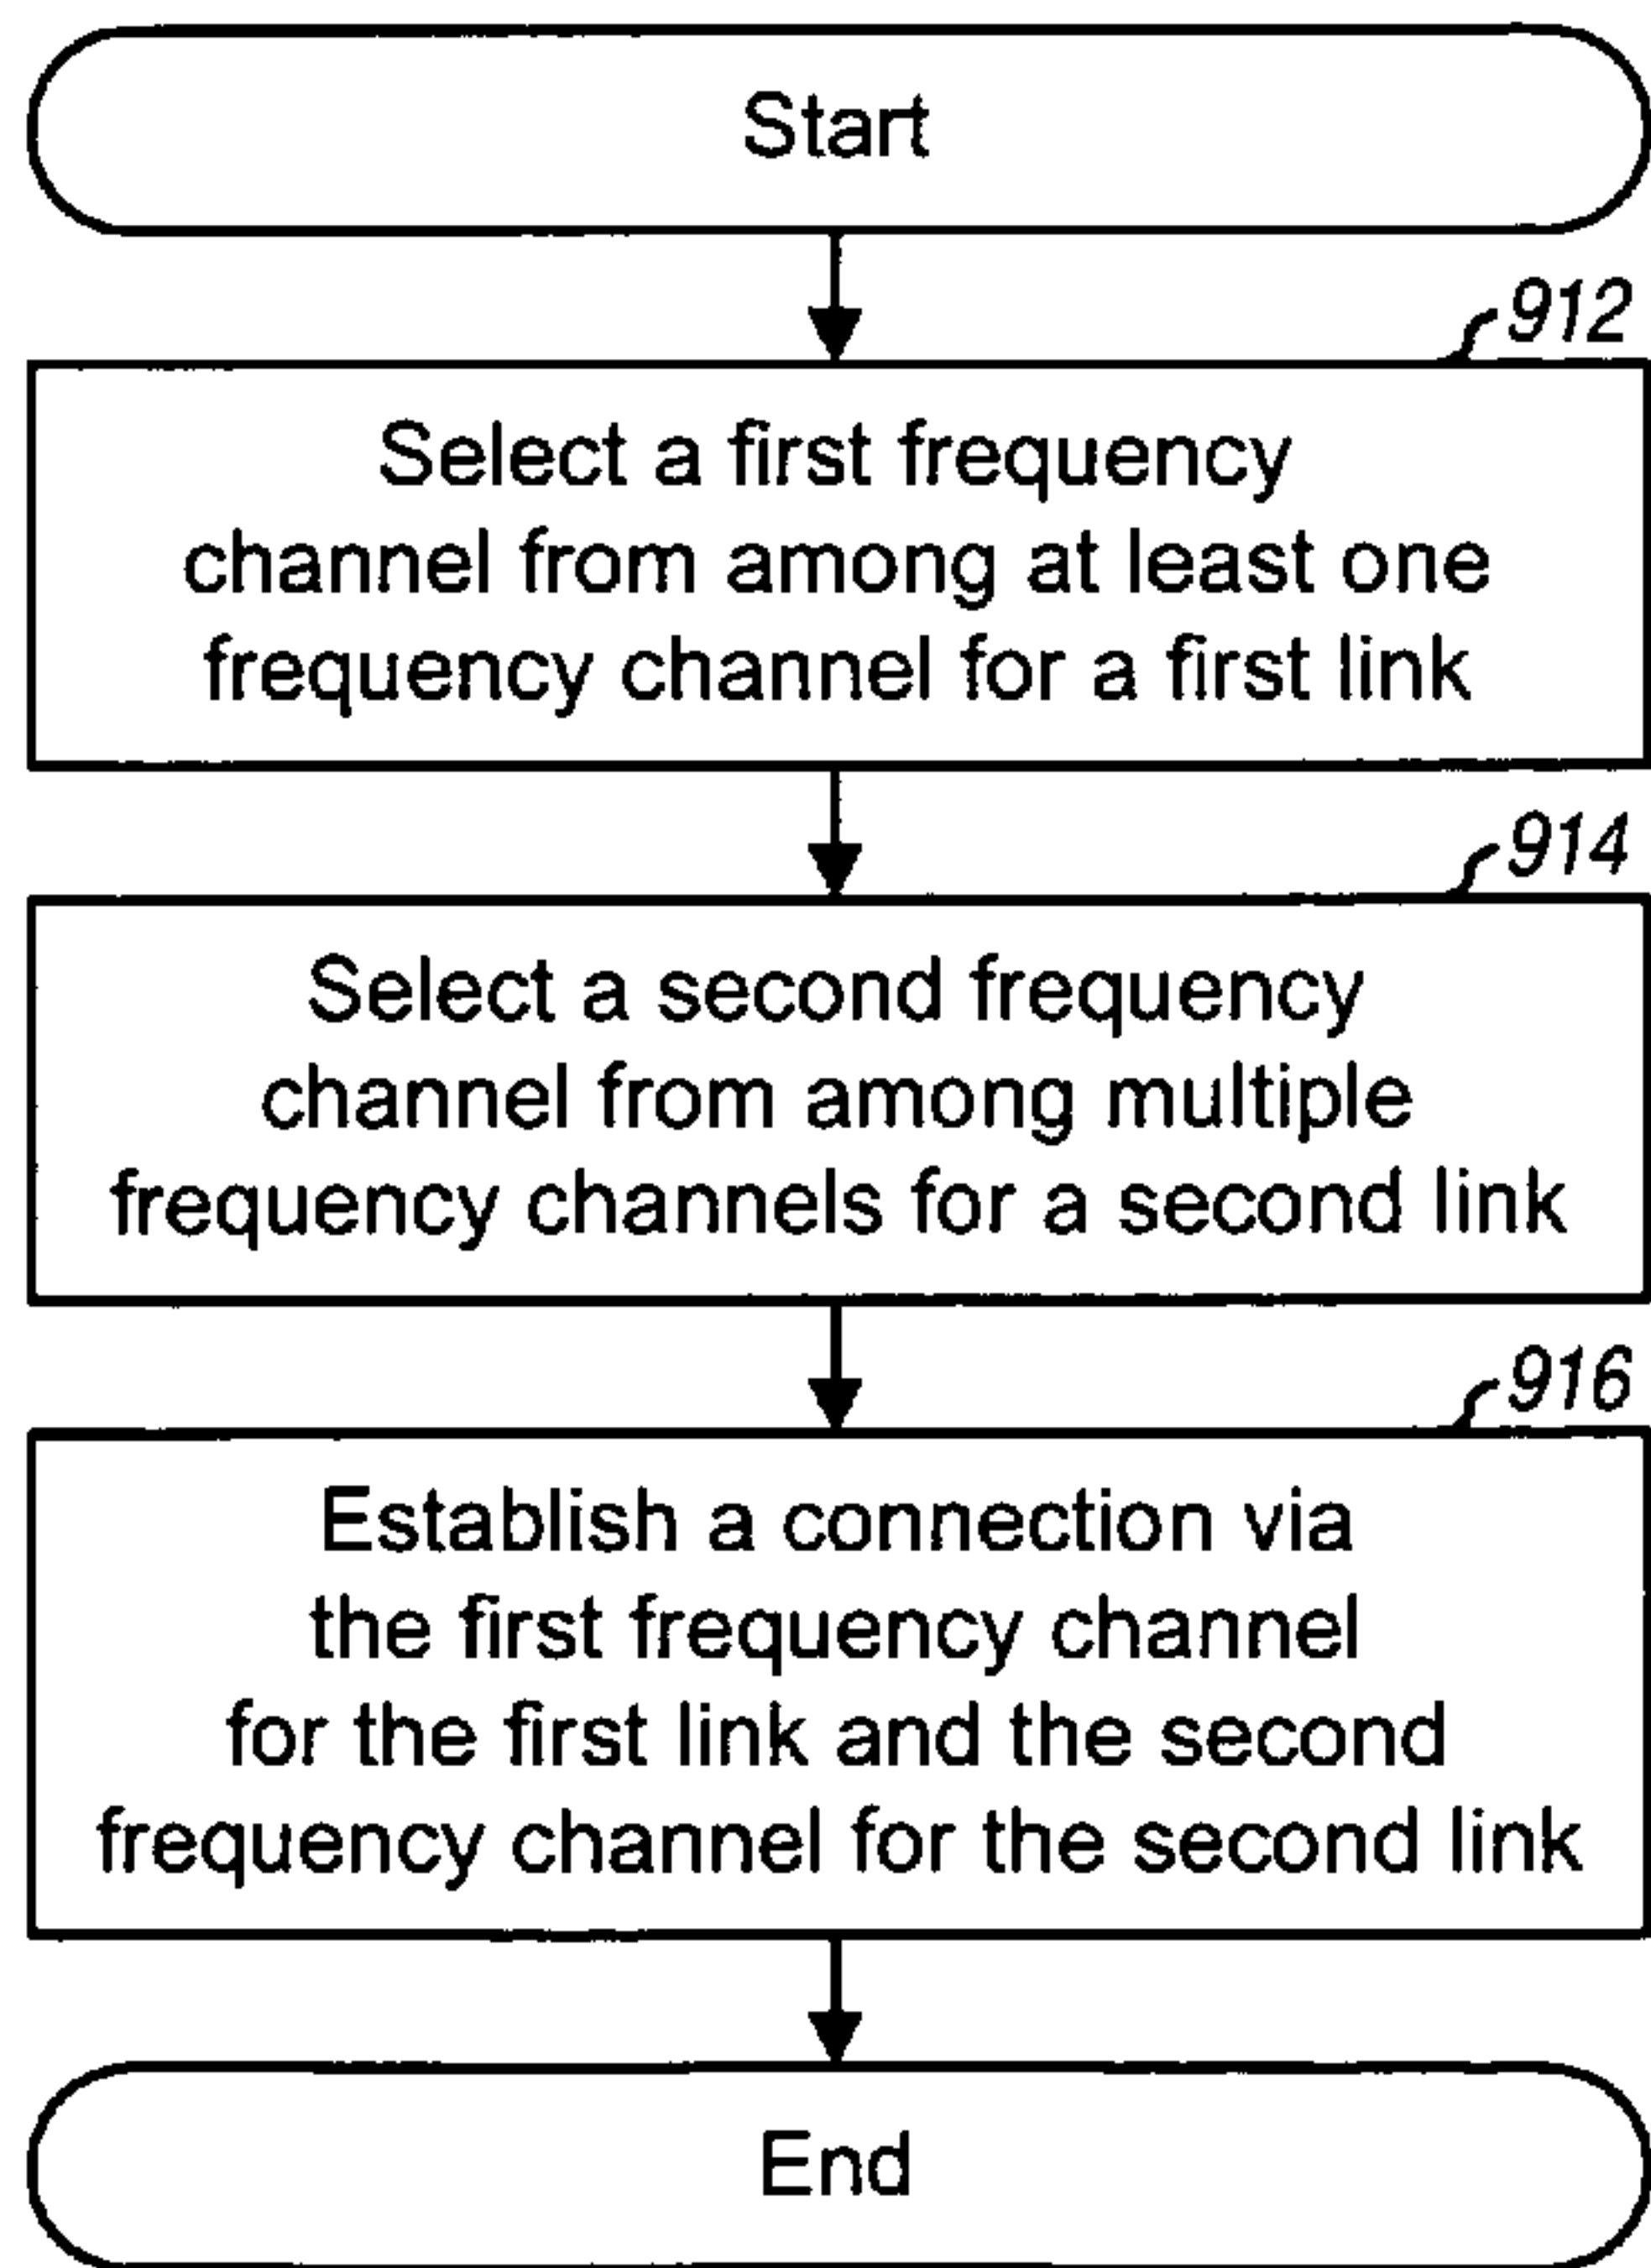 Start
912
Select a first frequency
channel from among at least one
frequency channel for a first link
914
Select a second frequency
channel from among multiple
frequency channels for a second link
916
Establish a connection via
the first frequency channel
for the first link and the second
frequency channel for the second link
End